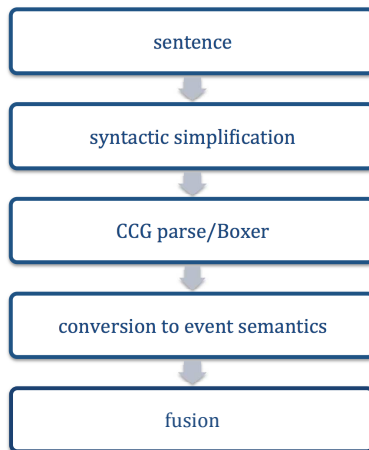 sentence
syntactic simplification
CCG parse/Boxer
conversion to event semantics
fusion